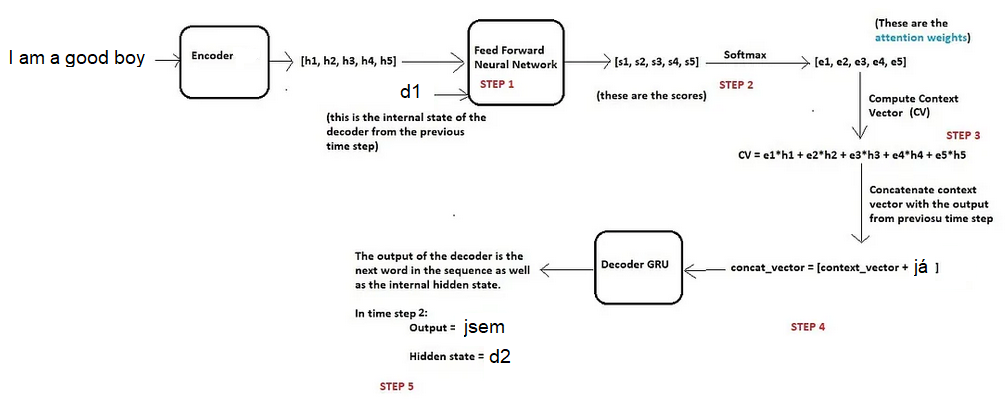 I am a good boy
Encoder
[h1, h2, h3, h4, h5]
Feed Forward
Neural Network
STEP 1
d1
(this is the internal state of the
decoder from the previous
time step)
[s1, s2, s3, s4, s5]
(these are the scores)
Softmax
STEP 2
(These are the
attention weights)
[e1, e2, e3, e4, e5]
Compute Context
Vector (CV)
STEP 3
CV = e1*h1 + e2*h2 + e3*h3 + e4*h4 + e5*h5
Concatenate context
vector with the output
from previosu time step
concat_vector = [context_vector + já ]
STEP 4
Decoder GRU
The output of the decoder is the
next word in the sequence as well
as the internal hidden state.
In time step 2:
Output = jsem
Hidden state = d2
STEP 5